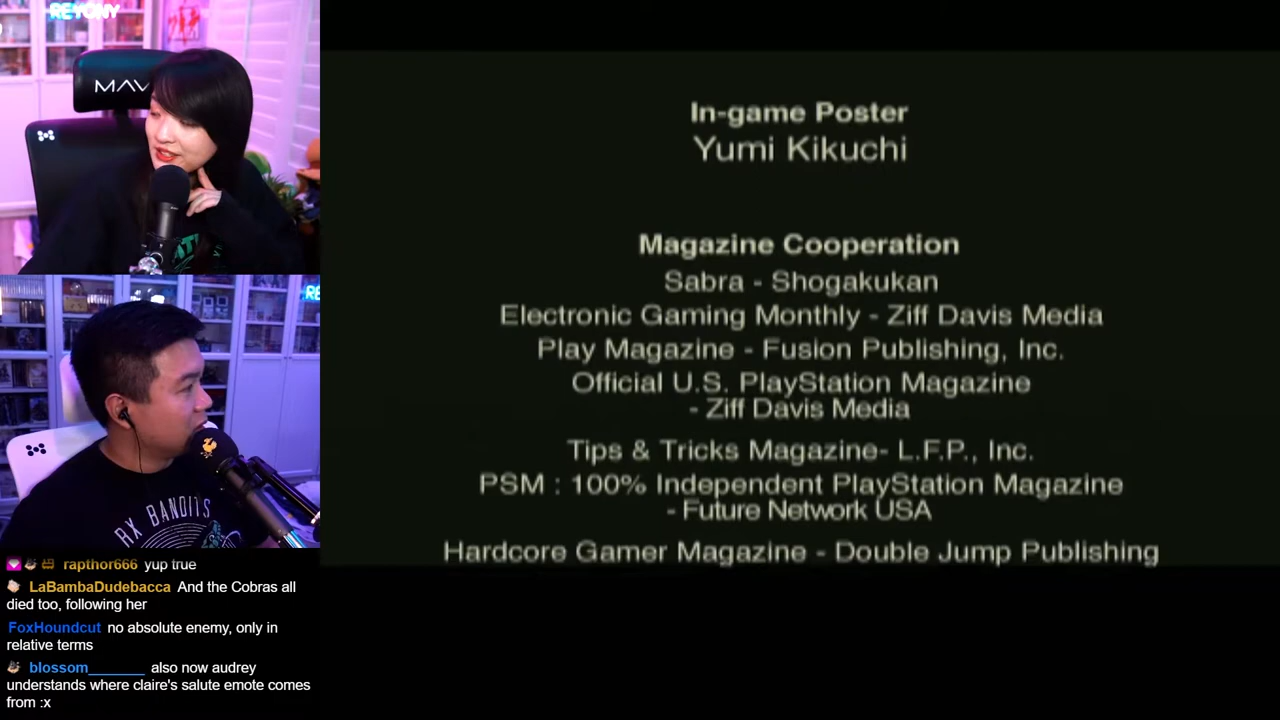 REYONY
MAV
RX BANDITS
RE
In-game Poster
Yumi Kikuchi
Magazine Cooperation
Sabra - Shogakukan
Electronic Gaming Monthly - Ziff Davis Media
Play Magazine - Fusion Publishing, Inc.
Official U.S. PlayStation Magazine
- Ziff Davis Media
Tips & Tricks Magazine- L.F.P., Inc.
PSM : 100% Independent PlayStation Magazine
- Future Network USA
Hardcore Gamer Magazine - Double Jump Publishing
rapthor666 yup true
LaBambaDudebacca And the Cobras all
died too, following her
FoxHoundcut no absolute enemy, only in
relative terms
blossom_______ also now audrey
understands where claire's salute emote comes
from :x